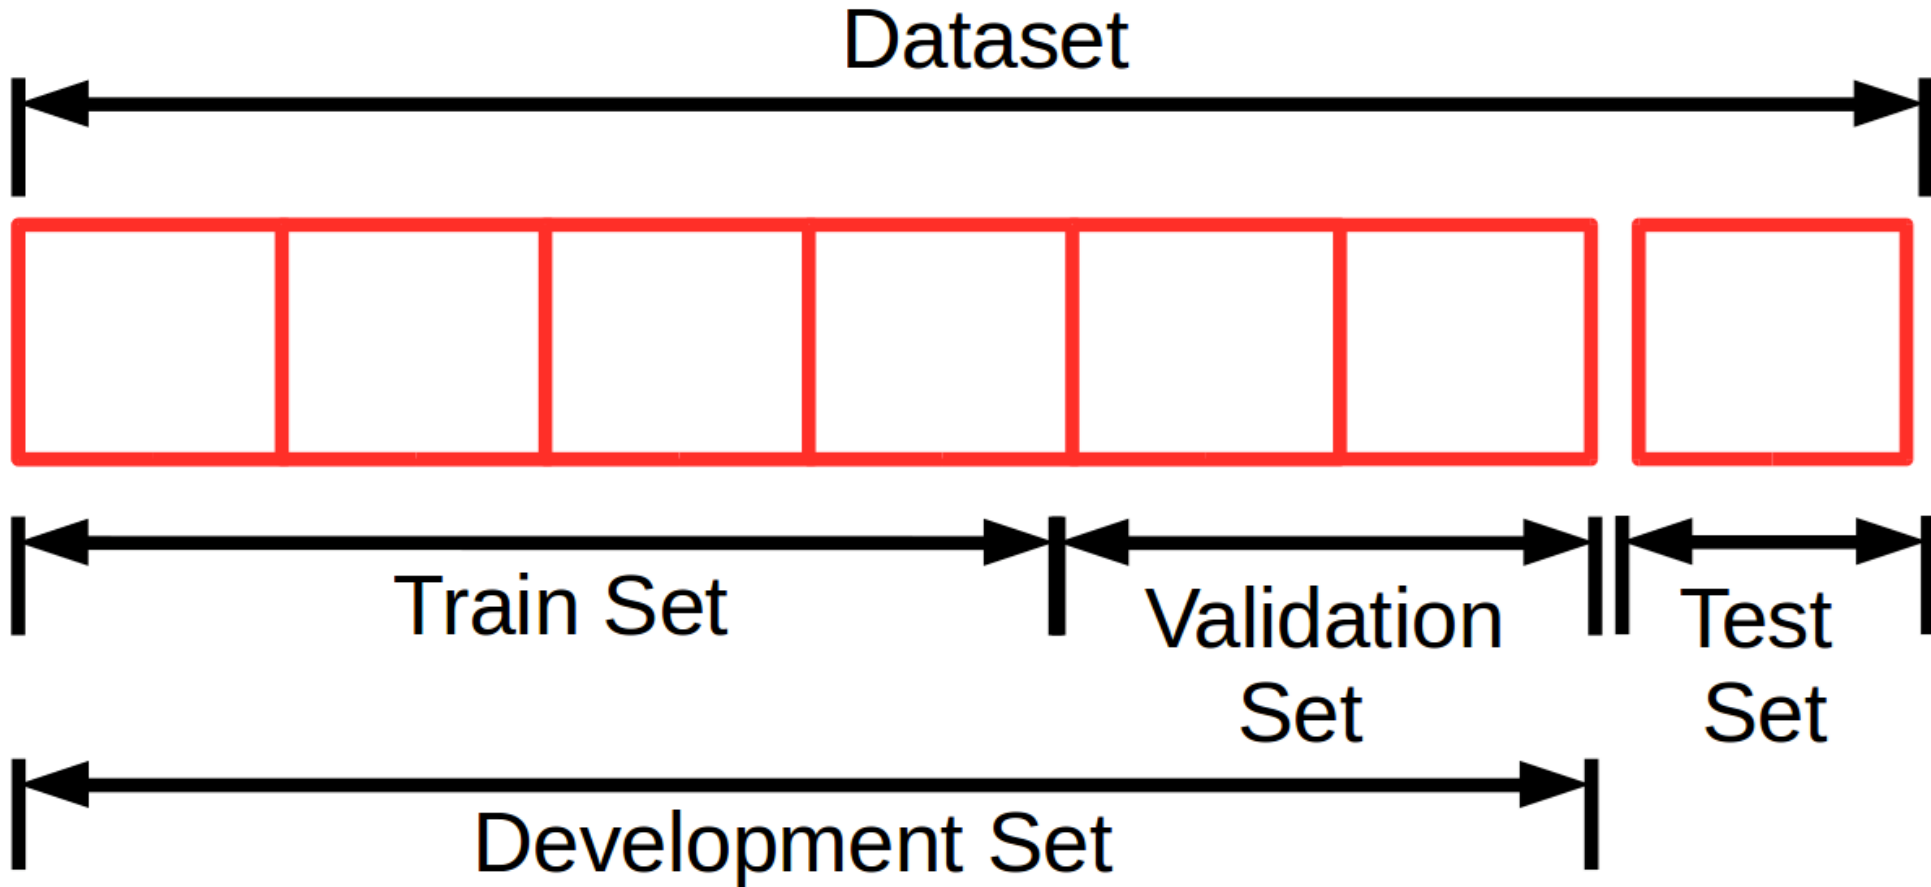 Dataset
Train Set
Validation
Set
Test
Set
Development Set